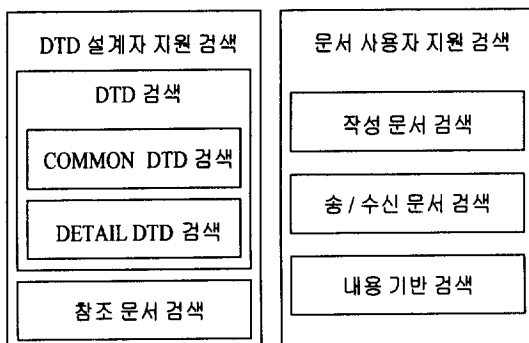 DTD 설계자 지원 검색
DTD 검색
COMMON DTD 검색
DETAIL DTD 검색
참조 문서 검색
문서 사용자 지원 검색
작성 문서 검색
송 / 수신 문서 검색
내용 기반 검색